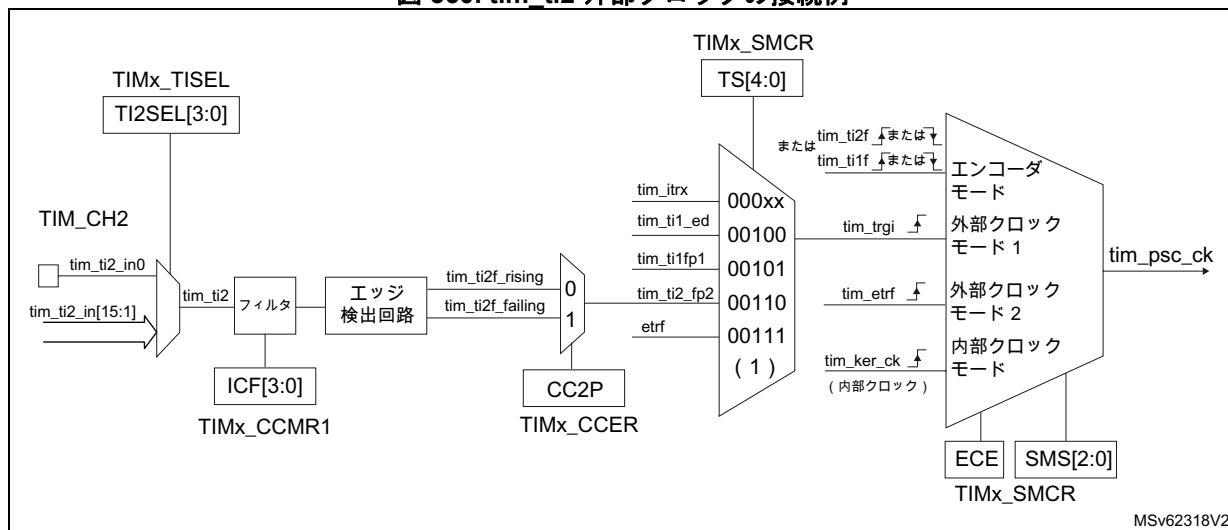 TIMx_SMCR
TS[4:0]
TIMx_TISEL
TI2SEL[3:0]
TIM_CH2
tim_ti2_in0
tim_ti2_in[15:1]
tim_ti2
フィルタ
ICF[3:0]
TIMx_CCMR1
エッジ
検出回路
tim_ti2f_rising
tim_ti2f_failing
0
1
CC2P
TIMx_CCER
tim_itrx
000xx
tim_ti1_ed
00100
tim_ti1fp1
00101
tim_ti2_fp2
00110
etrf
00111
(1)
または
tim_ti2f または
tim_ti1f または
エンコーダ
モード
tim_trgi
外部クロック
モード 1
tim_etrf
外部クロック
モード 2
tim_ker_ck
(内部クロック)
内部クロック
モード
tim_psc_ck
ECE
SMS[2:0]
TIMx_SMCR
MSv62318V2